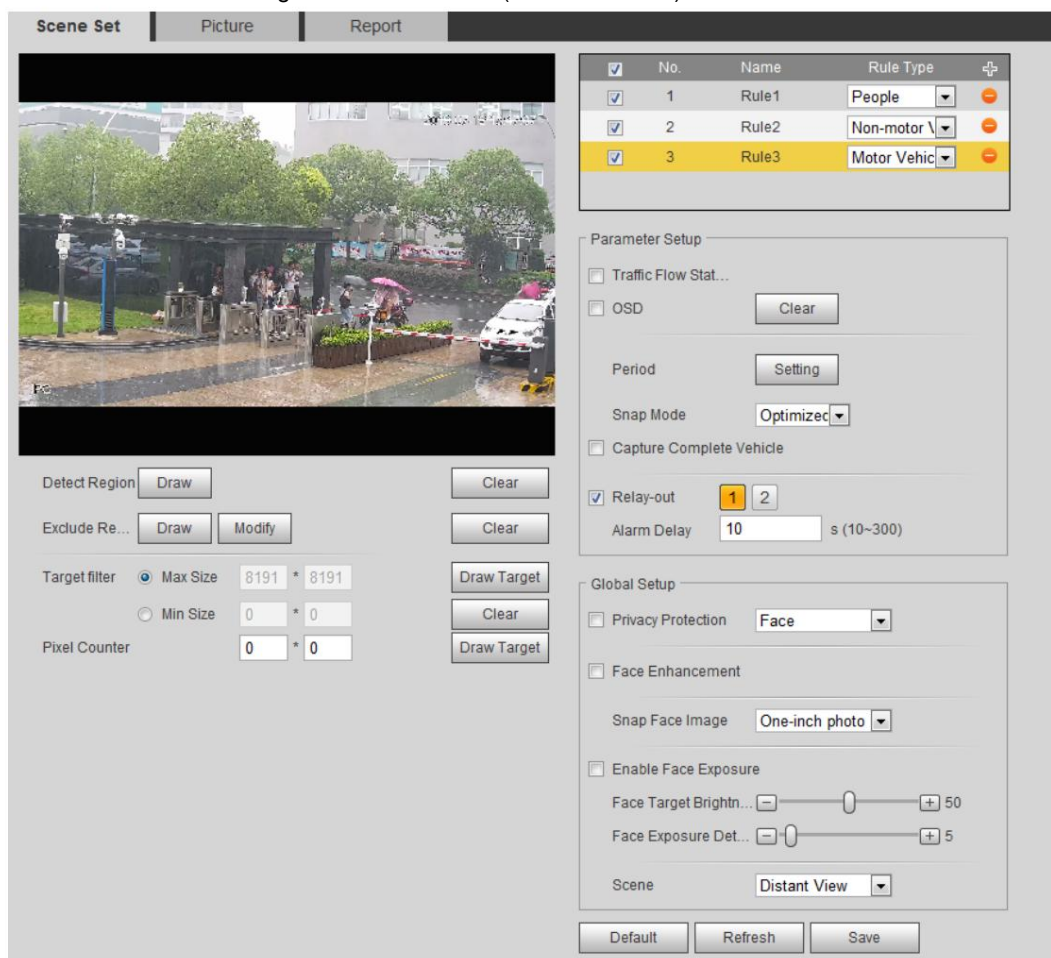 Scene Set Picture Report
No. Name Rule Type
1 Rule1 People
2 Rule2 Non-motor V
3 Rule3 Motor Vehic
Parameter Setup
Traffic Flow Stat...
OSD Clear
Period Setting
Snap Mode Optimized
Capture Complete Vehicle
Relay-out 1 2
Alarm Delay 10 s (10~300)
Detect Region Draw Clear
Exclude Re... Draw Modify Clear
Target filter Max Size 8191 * 8191 Draw Target
Min Size 0 * 0 Clear
Pixel Counter 0 * 0 Draw Target
Global Setup
Privacy Protection Face
Face Enhancement
Snap Face Image One-inch photo
Enable Face Exposure
Face Target Brightn... 50
Face Exposure Det... 5
Scene Distant View
Default Refresh Save